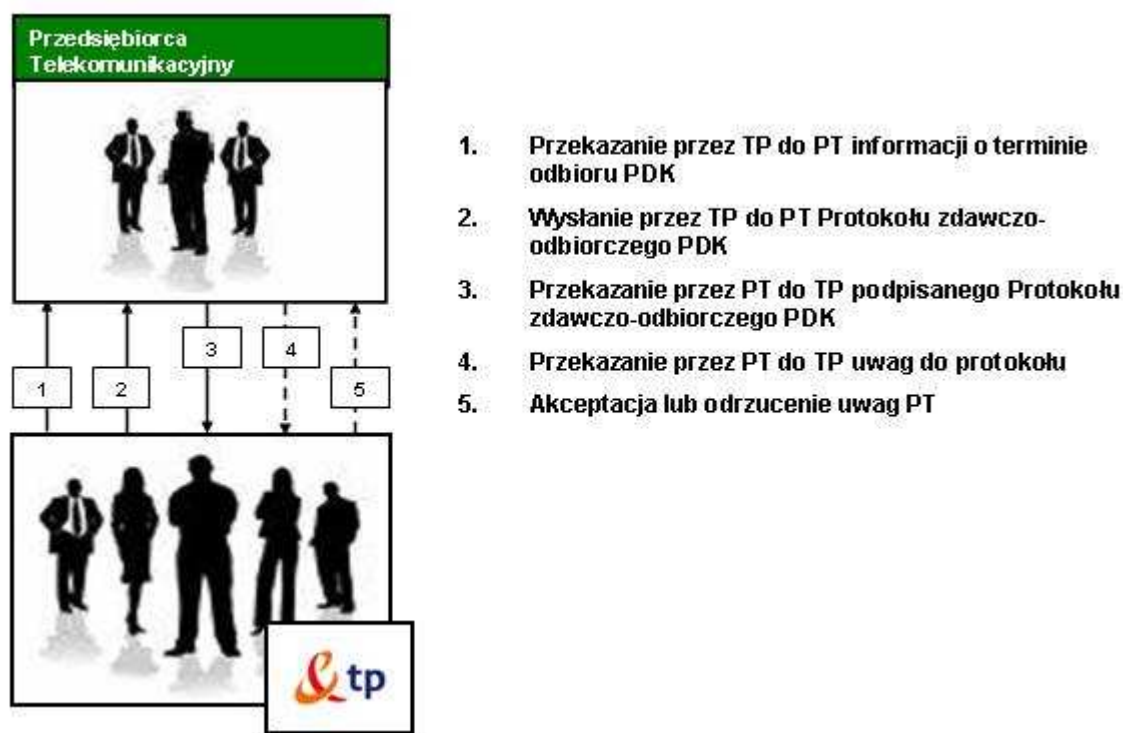 Przedsiębiorca
Telekomunikacyjny
1. Przekazanie przez TP do PT informacji o terminie
odbioru PDK
2. Wysłanie przez TP do PT Protokołu zdawczo-
odbiorczego PDK
3. Przekazanie przez PT do TP podpisanego Protokołu
zdawczo-odbiorczego PDK
4. Przekazanie przez PT do TP uwag do protokołu
5. Akceptacja lub odrzucenie uwag PT
3
4
1
2
5
tp